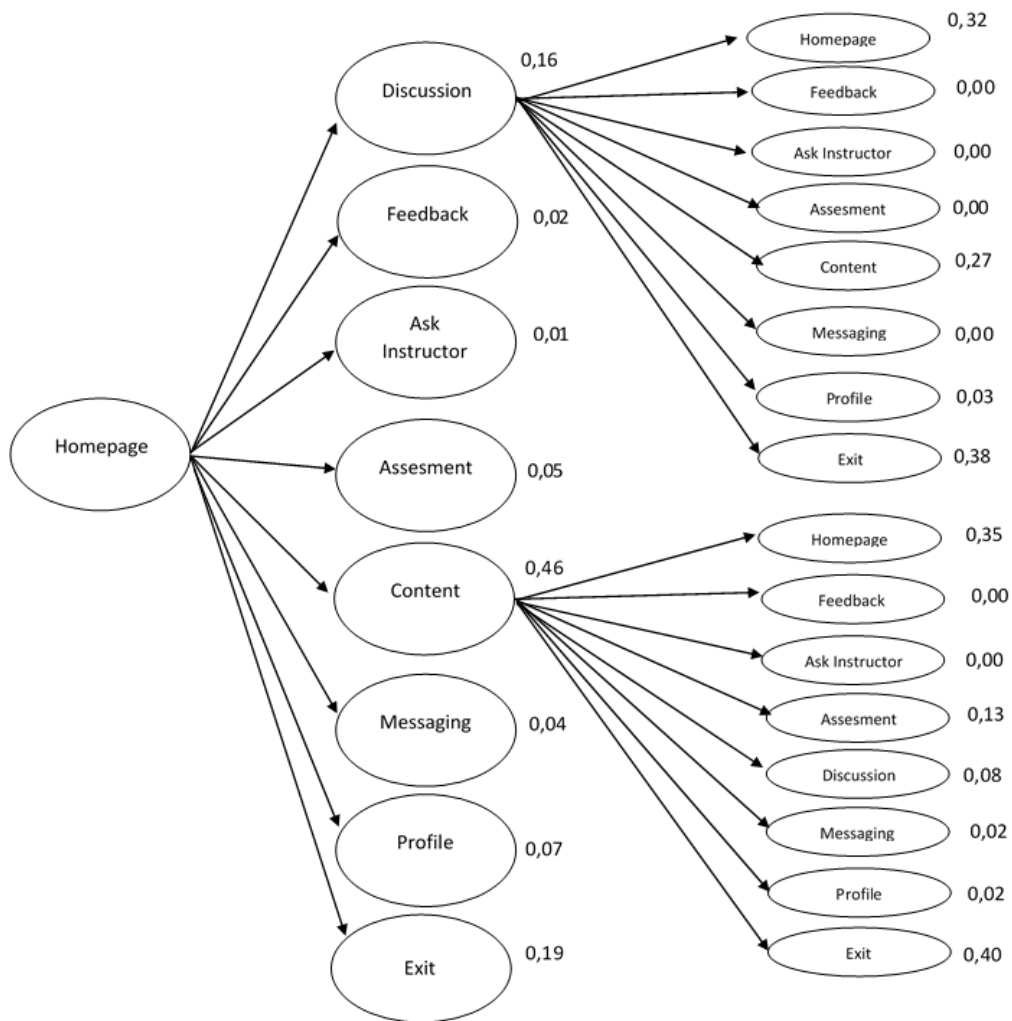 Homepage
Discussion
0,16
Feedback
0,02
Ask
Instructor
0,01
Assesment
0,05
Content
0,46
Messaging
0,04
Profile
0,07
Exit
0,19
Homepage
0,32
Feedback
0,00
Ask Instructor
0,00
Assesment
0,00
Content
0,27
Messaging
0,00
Profile
0,03
Exit
0,38
Homepage
0,35
Feedback
0,00
Ask Instructor
0,00
Assesment
0,13
Discussion
0,08
Messaging
0,02
Profile
0,02
Exit
0,40